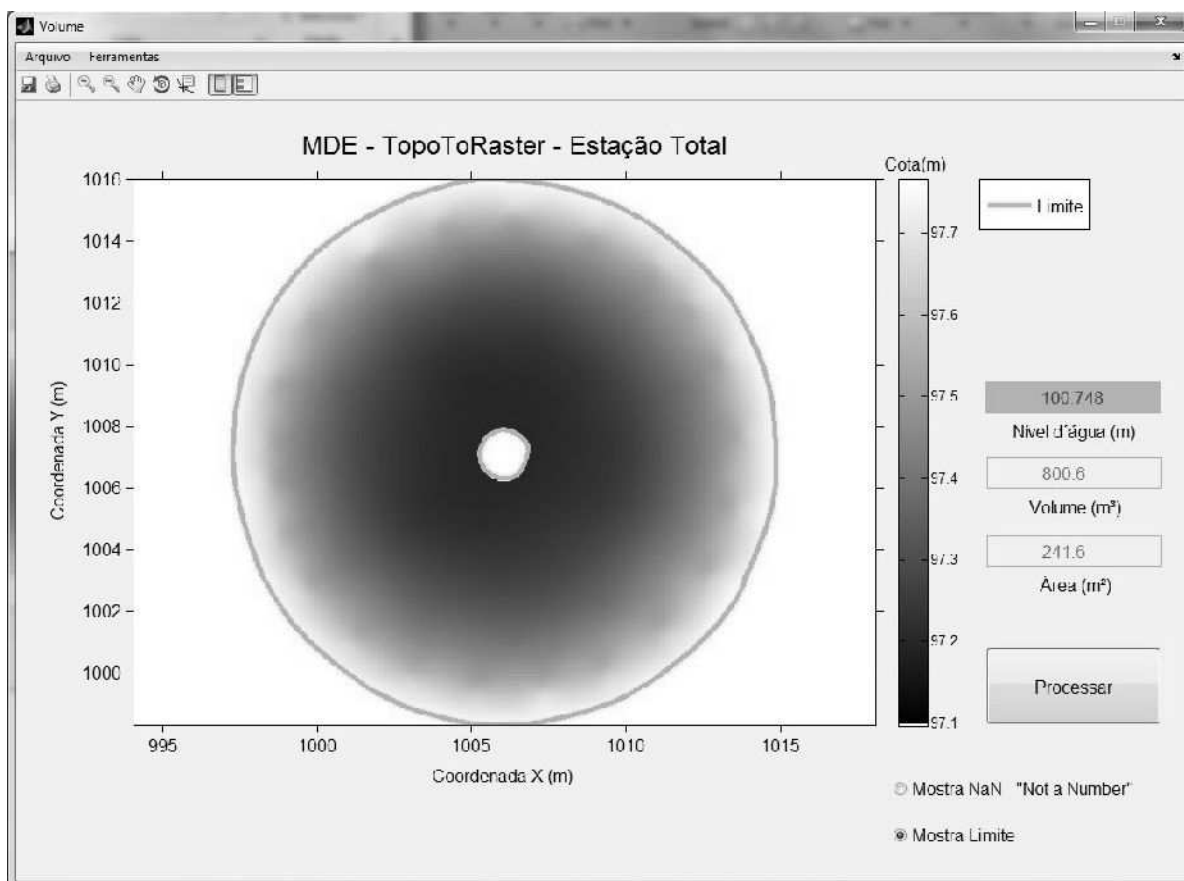 Volume
Arquivo Ferramentas
MDE - TopoToRaster - Estação Total
Cota(m)
Limite
1016
1014
1012
1010
1008
1006
1004
1002
1000
Coordenada Y (m)
995 1000 1005 1010 1015
Coordenada X (m)
97.7
97.6
97.5
97.4
97.3
97.2
97.1
100.748
Nivel d'água (m)
800.6
Volume (m³)
241.6
Área (m²)
Processar
Mostra NaN "Not a Number"
Mostra Limite